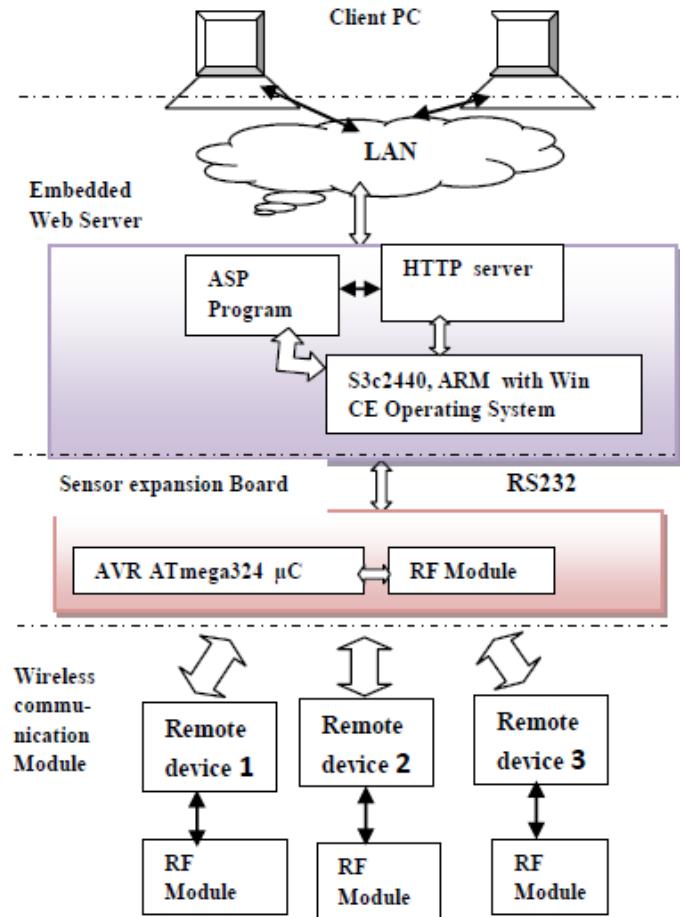 Client PC
LAN
Embedded
Web Server
ASP
Program
HTTP server
S3c2440, ARM with Win
CE Operating System
Sensor expansion Board
RS232
AVR ATmega324 µC
RF Module
Wireless
commu-
nication
Module
Remote
device 1
Remote
device 2
Remote
device 3
RF
Module
RF
Module
RF
Module